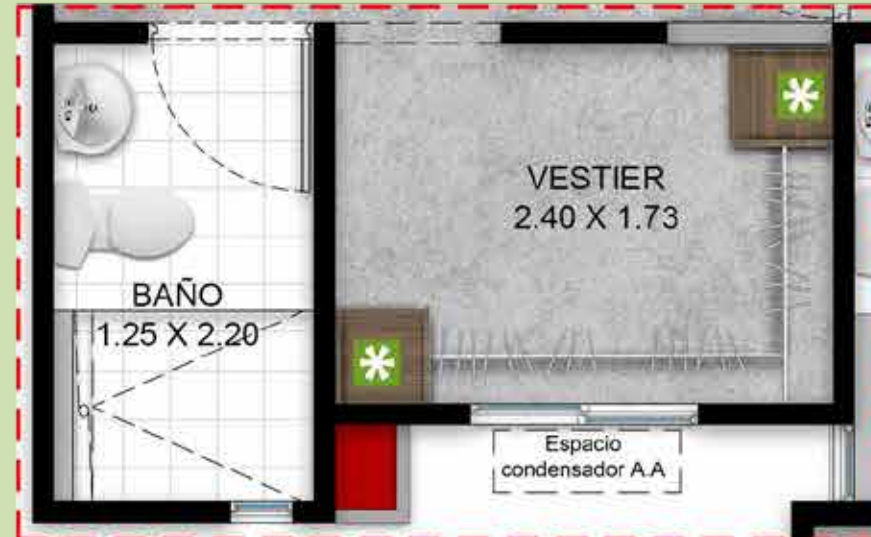 VESTIER
2.40 X 1.73
BAÑO
1.25 X 2.20
Espacio
condensador A.A